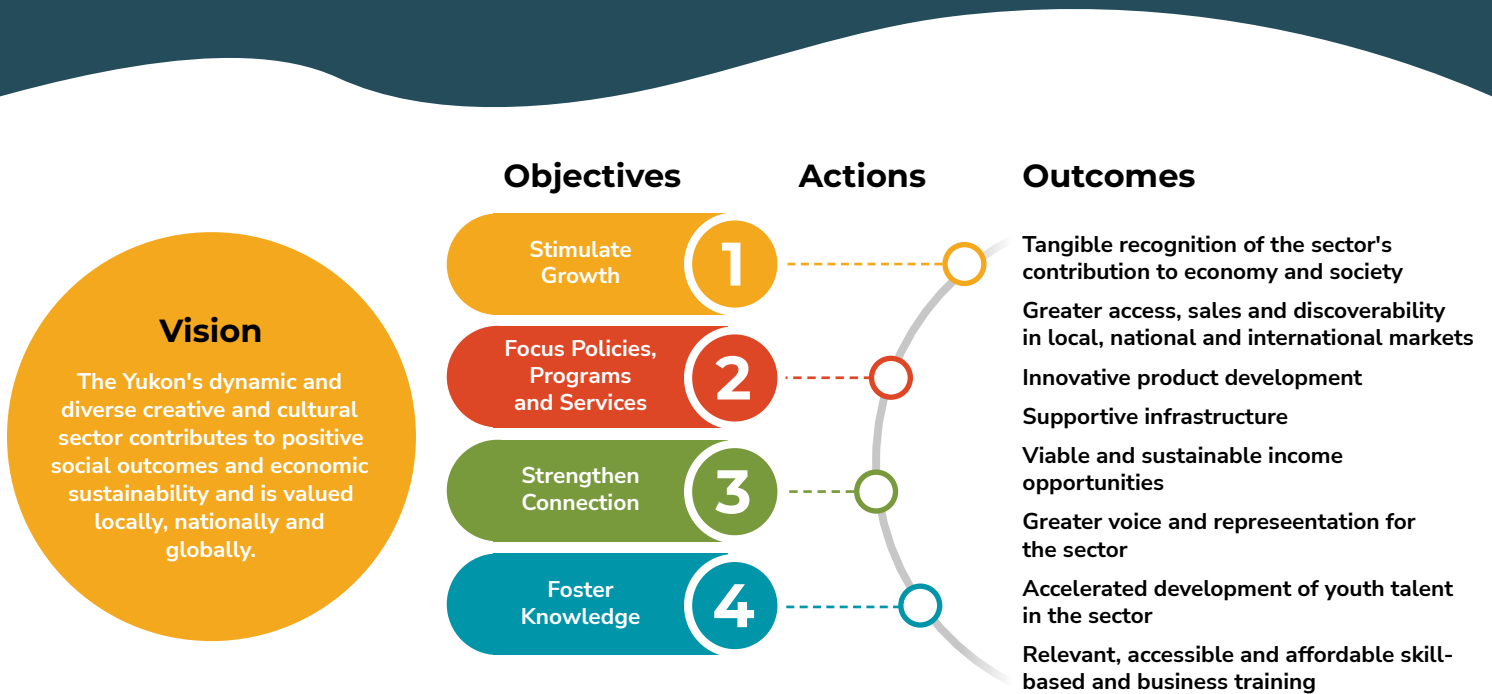 Vision
The Yukon's dynamic and
diverse creative and cultural
sector contributes to positive
social outcomes and economic
sustainability and is valued
locally, nationally and
globally.
Objectives
Stimulate
Growth
1
Focus Policies,
Programs
and Services
2
Strengthen
Connection
3
Foster
Knowledge
4
Actions
Outcomes
Tangible recognition of the sector's
contribution to economy and society
Greater access, sales and discoverability
in local, national and international markets
Innovative product development
Supportive infrastructure
Viable and sustainable income
opportunities
Greater voice and represeentation for
the sector
Accelerated development of youth talent
in the sector
Relevant, accessible and affordable skill-
based and business training